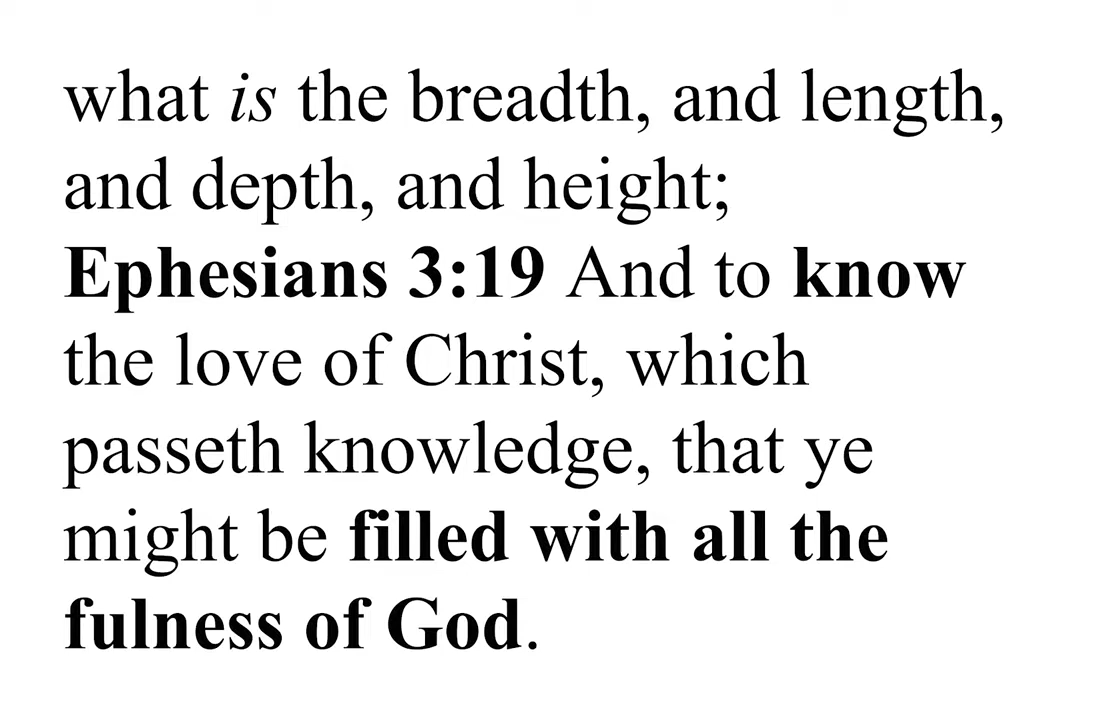 what is the breadth, and length,
and depth, and height;
Ephesians 3:19 And to know
the love of Christ, which
passeth knowledge, that ye
might be filled with all the
fulness of God.